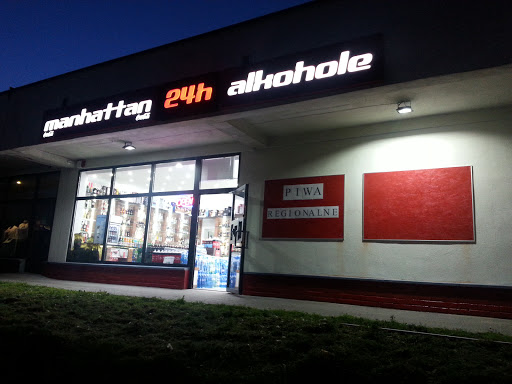 manhattan 24h alkohole
PIWA
REGIONALNE